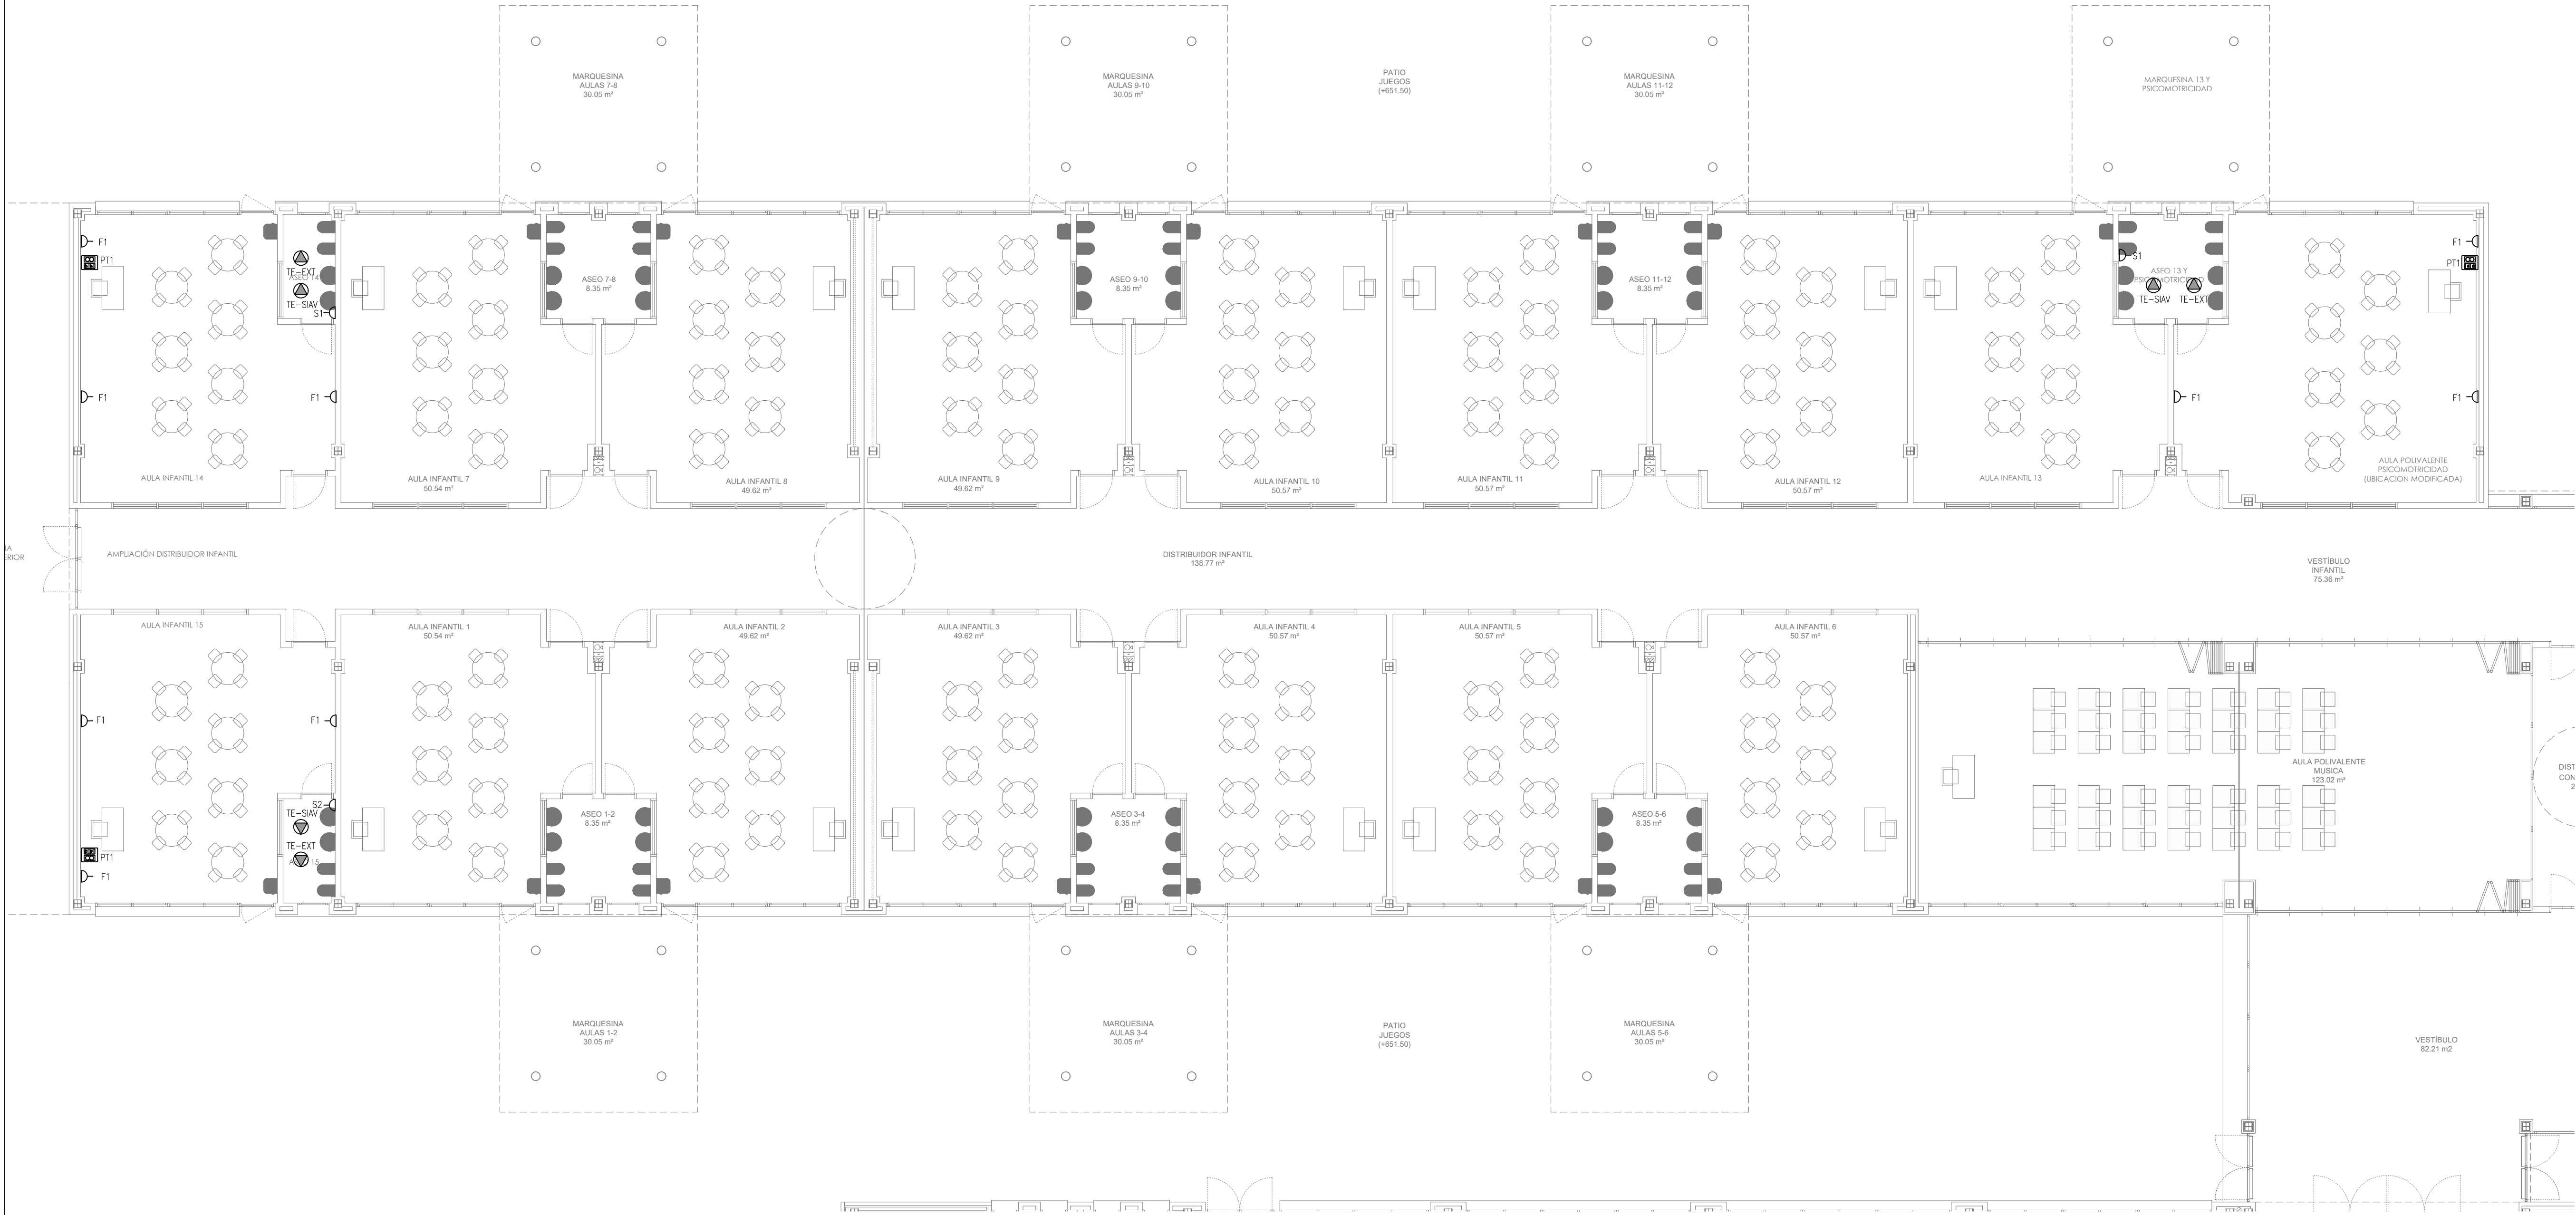 MARQUESINA
AULAS 7-8
30.05 m²
MARQUESINA
AULAS 9-10
30.05 m²
PATIO
JUEGOS
(+651.50)
MARQUESINA
AULAS 11-12
30.05 m²
MARQUESINA 13 Y
PSICOMOTRICIDAD
F1
PT1
TE-EXT
ASEO 14
TE-SIAV
S1
F1
F1
AULA INFANTIL 14
AULA INFANTIL 7
50.54 m²
ASEO 7-8
8.35 m²
AULA INFANTIL 8
49.62 m²
AULA INFANTIL 9
49.62 m²
ASEO 9-10
8.35 m²
AULA INFANTIL 10
50.57 m²
AULA INFANTIL 11
50.57 m²
ASEO 11-12
8.35 m²
AULA INFANTIL 12
50.57 m²
AULA INFANTIL 13
S1
ASEO 13 Y
PSICOMOTRICIDAD
TE-SIAV
TE-EXT
F1
F1
PT1
F1
AULA POLIVALENTE
PSICOMOTRICIDAD
(UBICACION MODIFICADA)
AMPLIACIÓN DISTRIBUIDOR INFANTIL
DISTRIBUIDOR INFANTIL
138.77 m²
VESTÍBULO
INFANTIL
75.36 m²
AULA INFANTIL 15
F1
F1
S2
TE-SIAV
TE-EXT
PT1
F1
AULA INFANTIL 1
50.54 m²
ASEO 1-2
8.35 m²
AULA INFANTIL 2
49.62 m²
AULA INFANTIL 3
49.62 m²
ASEO 3-4
8.35 m²
AULA INFANTIL 4
50.57 m²
AULA INFANTIL 5
50.57 m²
ASEO 5-6
8.35 m²
AULA INFANTIL 6
50.57 m²
AULA POLIVALENTE
MUSICA
123.02 m²
MARQUESINA
AULAS 1-2
30.05 m²
MARQUESINA
AULAS 3-4
30.05 m²
PATIO
JUEGOS
(+651.50)
MARQUESINA
AULAS 5-6
30.05 m²
VESTÍBULO
82.21 m2